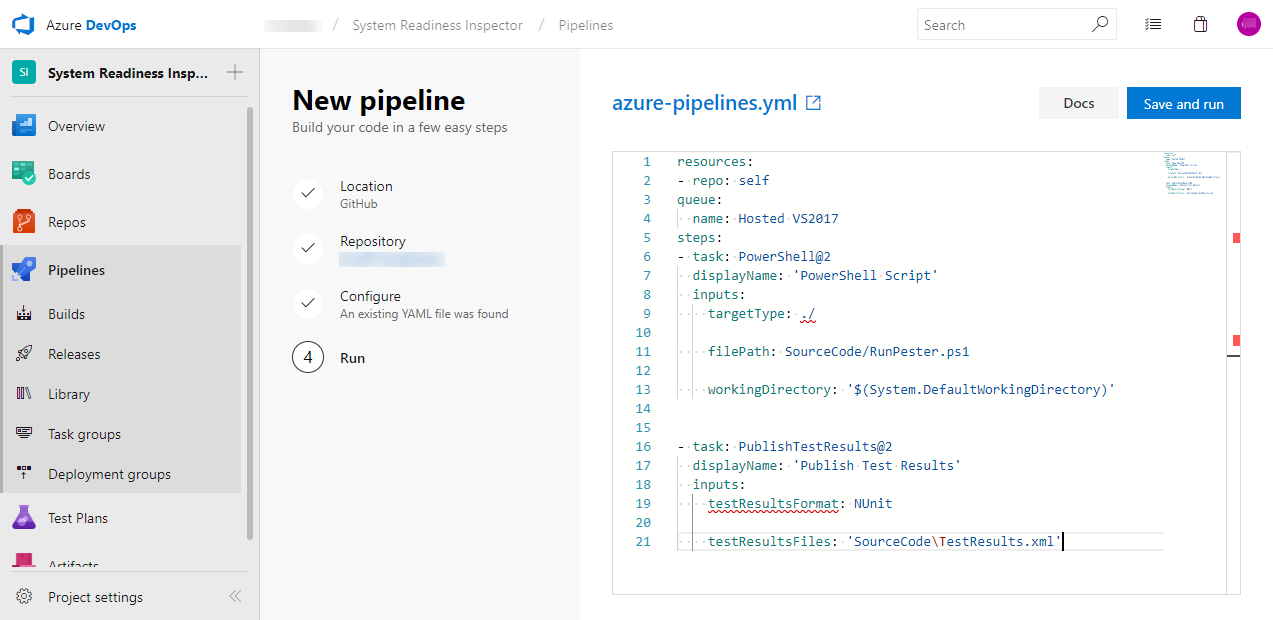 Azure DevOps
/ System Readiness Inspector / Pipelines
Search
SI System Readiness Insp...
Overview
Boards
Repos
Pipelines
Builds
Releases
Library
Task groups
Deployment groups
Test Plans
Artifacts
Project settings
New pipeline
Build your code in a few easy steps
Location
GitHub
Repository
Configure
An existing YAML file was found
4 Run
azure-pipelines.yml
Docs
Save and run
1 resources:
2 - repo: self
3 queue:
4   name: Hosted VS2017
5 steps:
6 - task: PowerShell@2
7   displayName: 'PowerShell Script'
8   inputs:
9     targetType: ./
10
11     filePath: SourceCode/RunPester.ps1
12
13     workingDirectory: '$(System.DefaultWorkingDirectory)'
14
15
16 - task: PublishTestResults@2
17   displayName: 'Publish Test Results'
18   inputs:
19     testResultsFormat: NUnit
20
21     testResultsFiles: 'SourceCode\TestResults.xml'